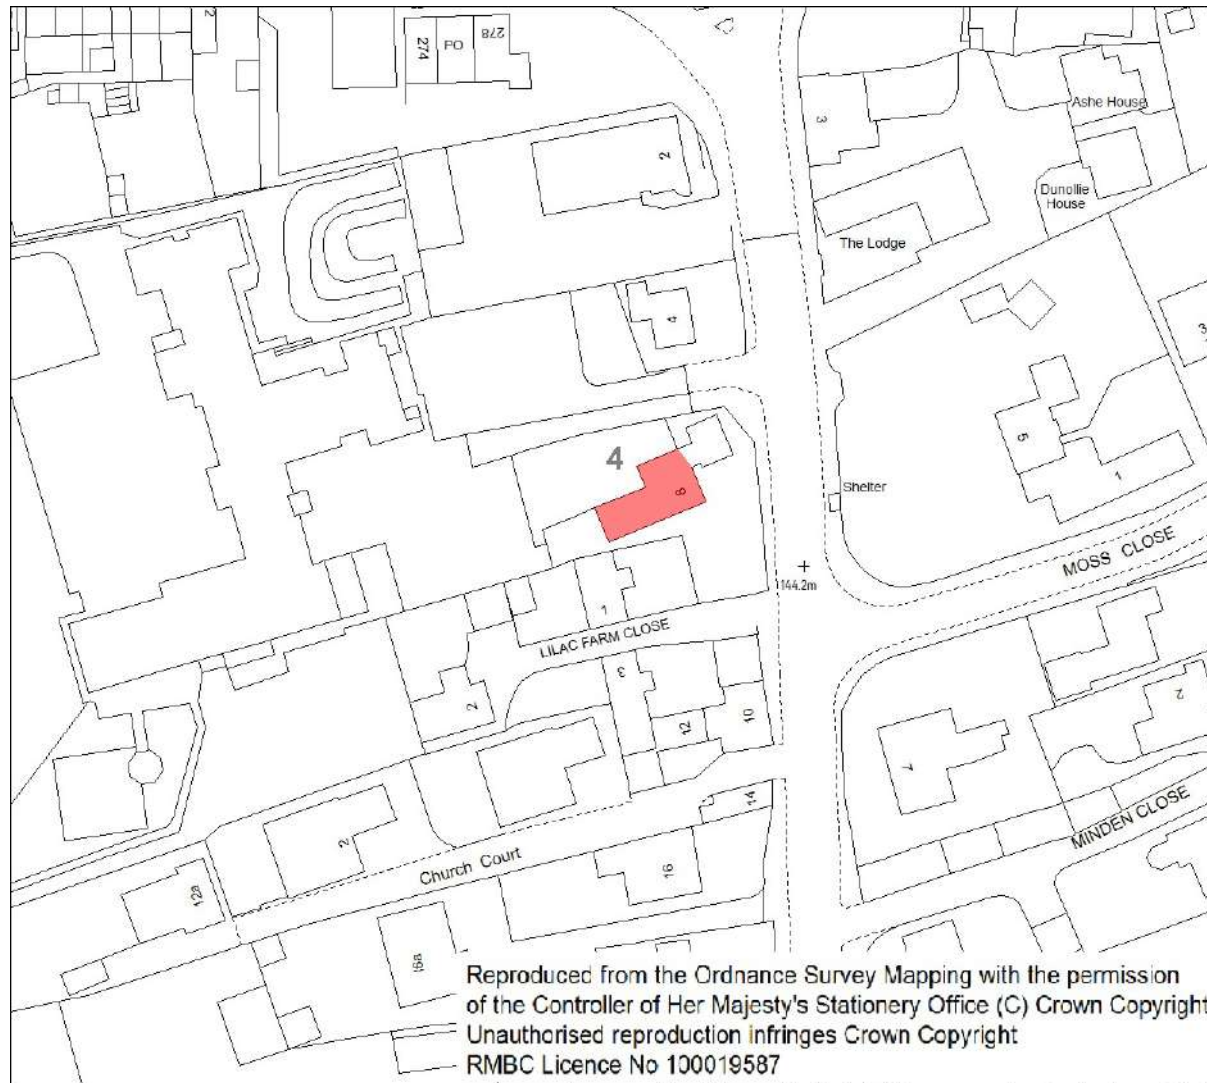 2
274
PO
278
Ashe House
3
2
Dunollie
House
The Lodge
4
3
4
5
8
1
Shelter
MOSS CLOSE
144.2m
1
LILAC FARM CLOSE
3
2
2
12
10
7
14
MINDEN CLOSE
2
Church Court
16
12a
16a
Reproduced from the Ordnance Survey Mapping with the permission
of the Controller of Her Majesty's Stationery Office (C) Crown Copyright
Unauthorised reproduction infringes Crown Copyright
RMBC Licence No 100019587